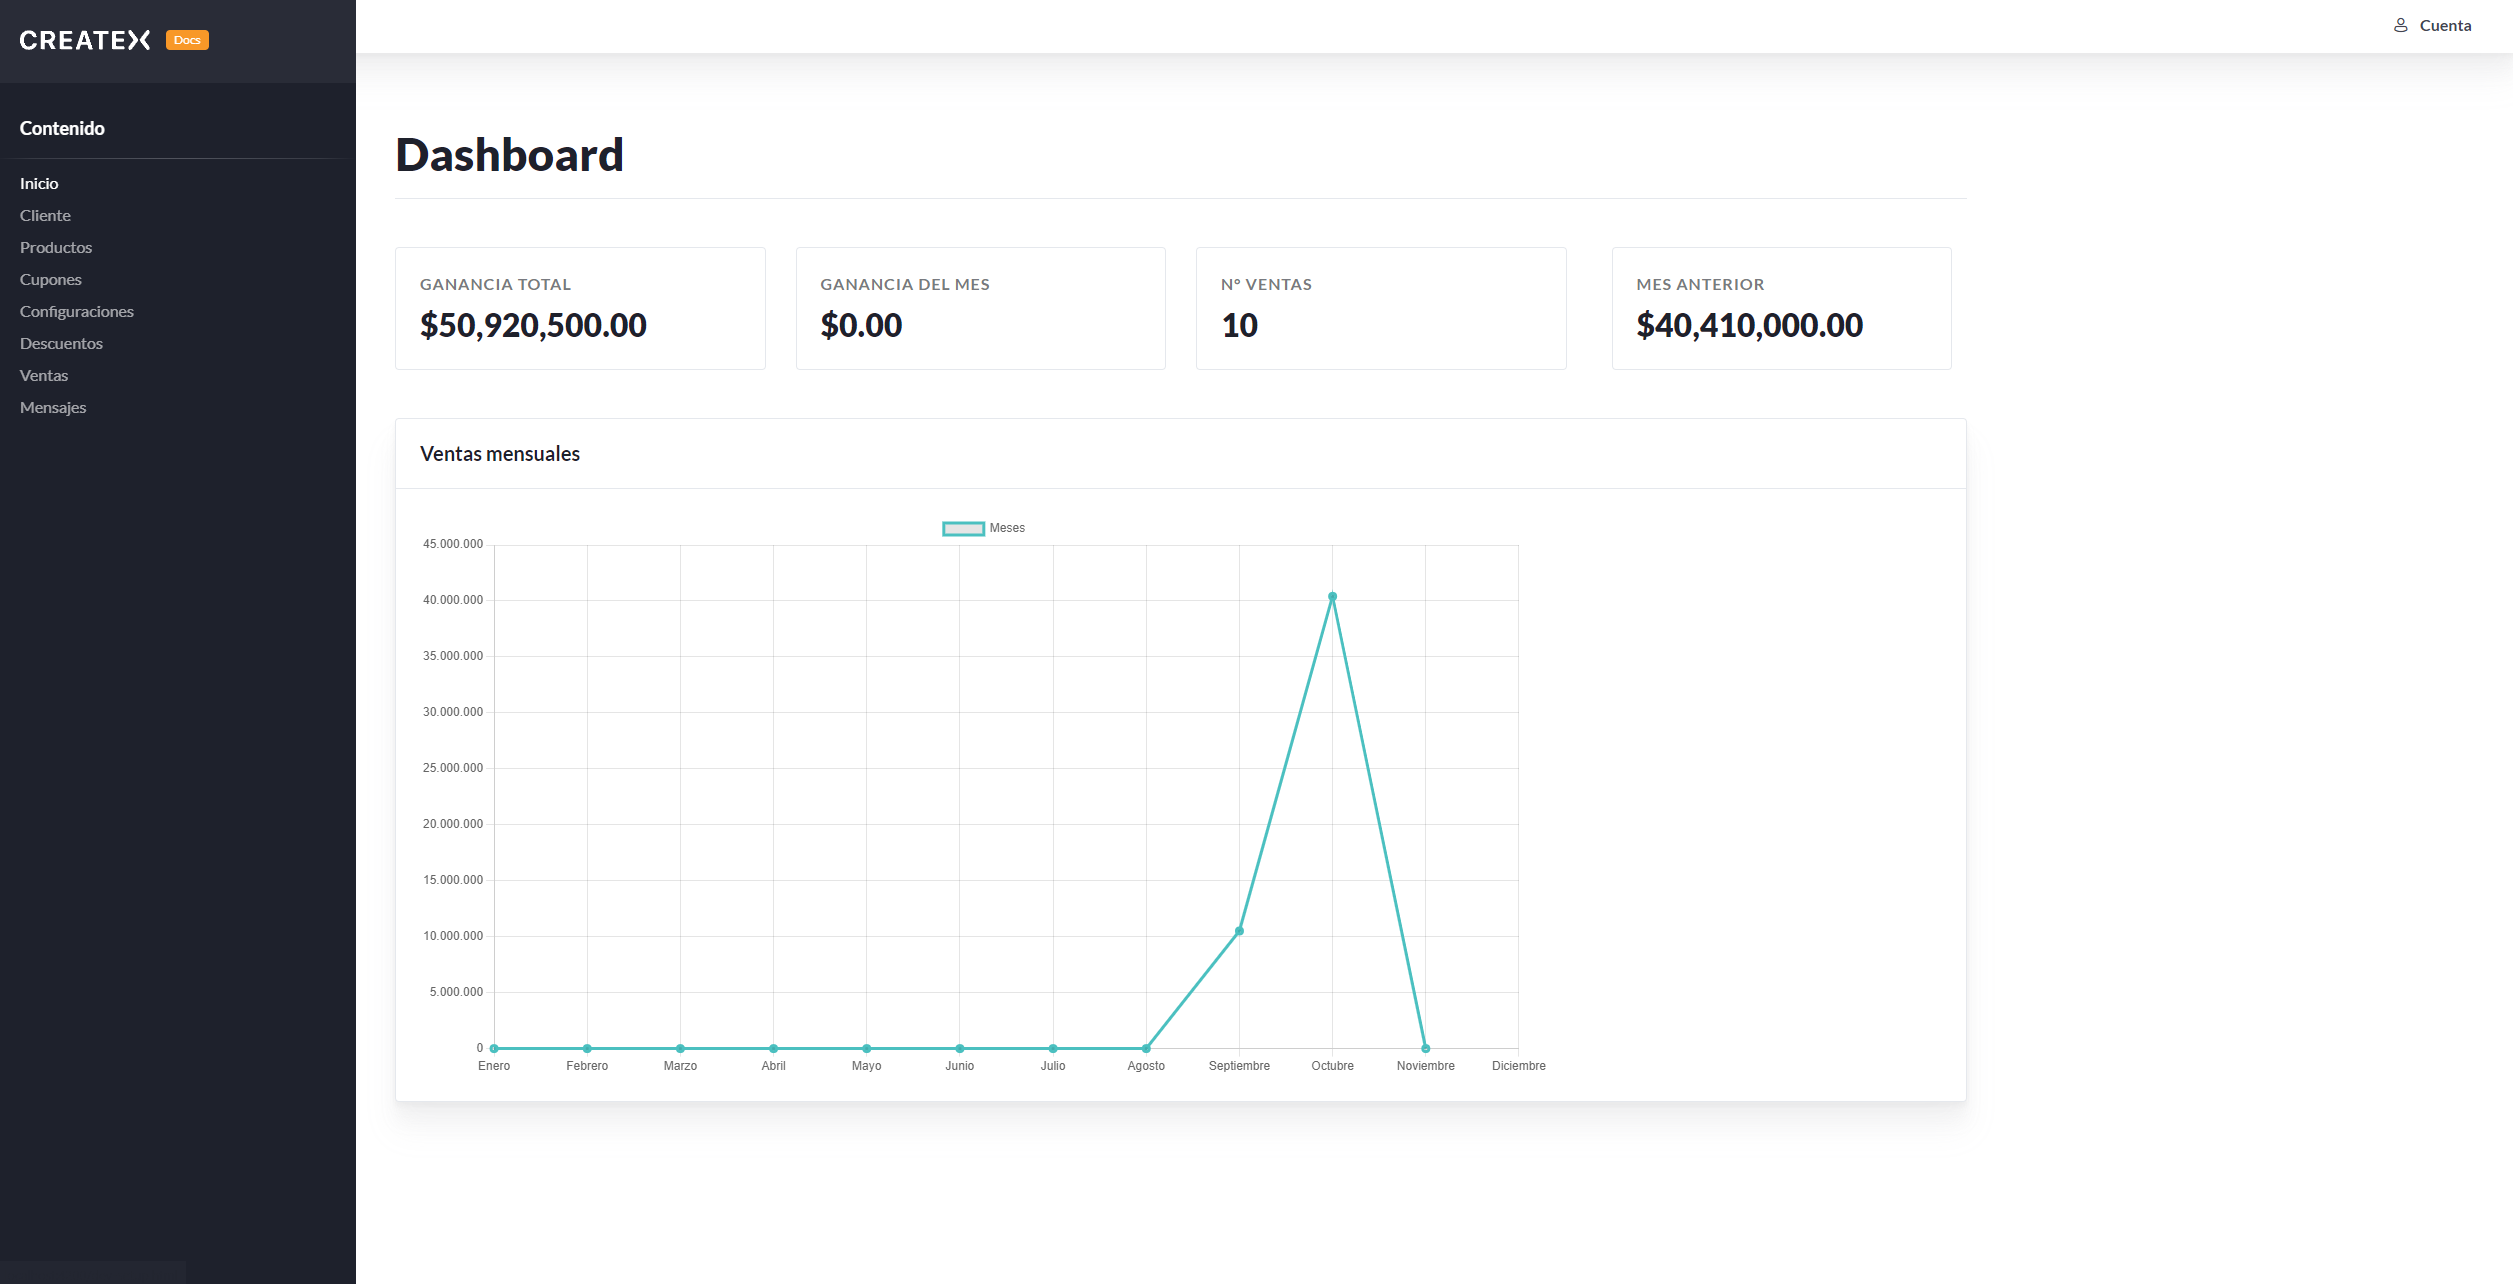 CREATEX Docs
Cuenta
Contenido
Inicio
Cliente
Productos
Cupones
Configuraciones
Descuentos
Ventas
Mensajes
Dashboard
GANANCIA TOTAL
$50,920,500.00
GANANCIA DEL MES
$0.00
N° VENTAS
10
MES ANTERIOR
$40,410,000.00
Ventas mensuales
Meses
45.000.000
40.000.000
35.000.000
30.000.000
25.000.000
20.000.000
15.000.000
10.000.000
5.000.000
0
Enero Febrero Marzo Abril Mayo Junio Julio Agosto Septiembre Octubre Noviembre Diciembre